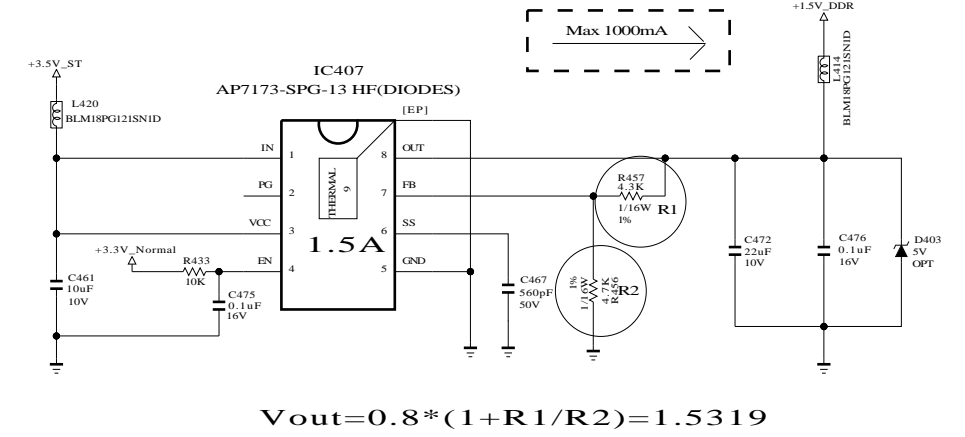 +1.5V_DDR
Max 1000mA
+3.5V_ST
L414
BLM18PG121SN1D
IC407
AP7173-SPG-13 HF(DIODES)
L420
BLM18PG121SN1D
[EP]
IN
1
8
OUT
PG
2
THERMAL
9
7
FB
R457
4.3K
1/16W
1%
R1
VCC
3
6
SS
1.5A
+3.3V_Normal
R433
10K
EN
4
5
GND
C472
22uF
10V
C476
0.1uF
16V
D403
5V
OPT
C461
10uF
10V
C475
0.1uF
16V
C467
560pF
50V
1%
1/16W
4.7K
R456
R2
Vout=0.8*(1+R1/R2)=1.5319